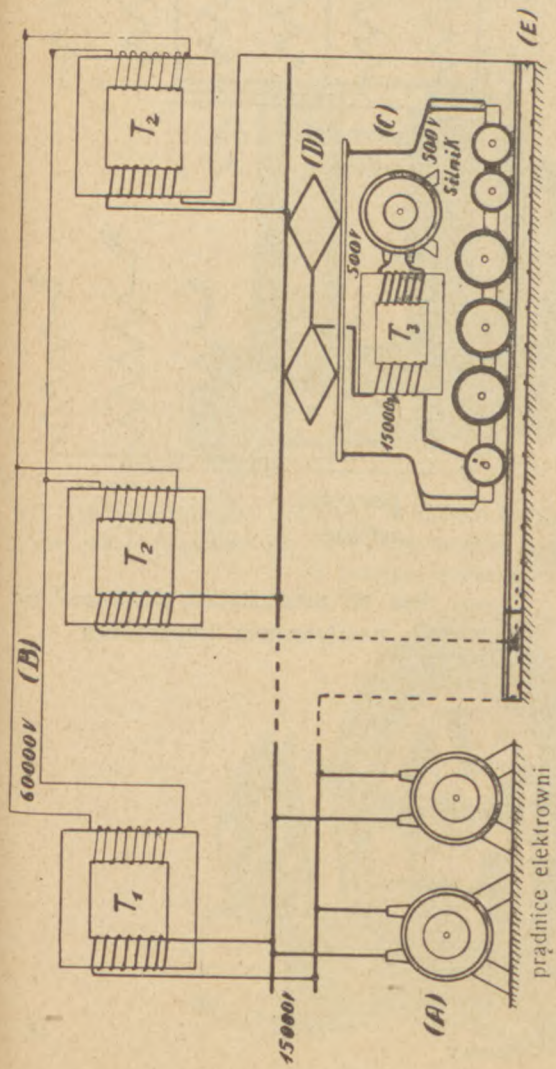 60000V (B)
T₁
T₂
T₂
15000V
(D)
(C)
500V
500V
Silnik
15000V
T₃
(A)
(E)
prądnice elektrowni